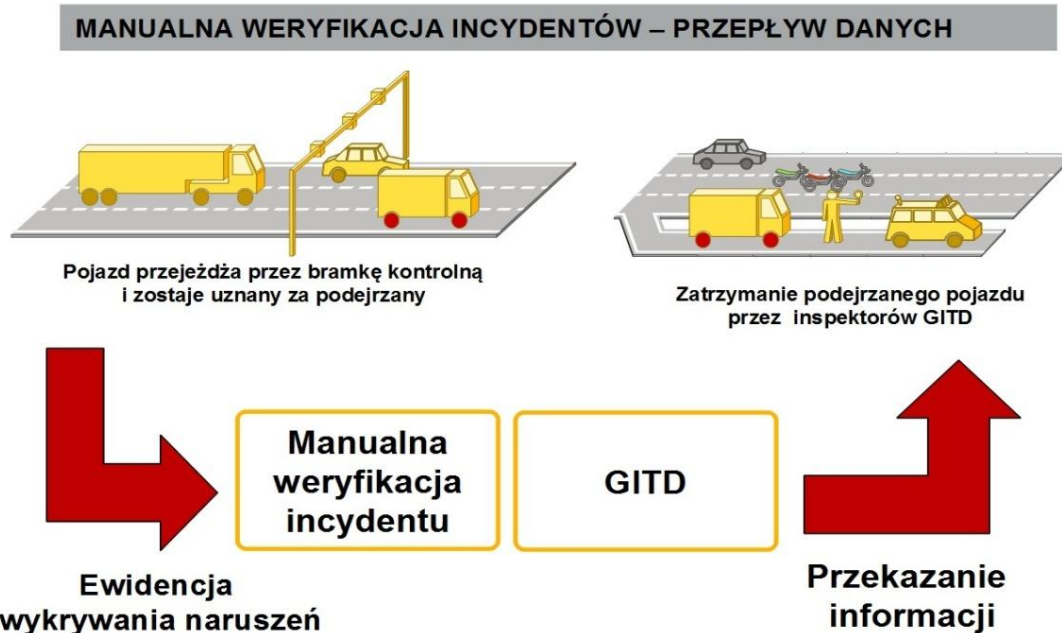 MANUALNA WERYFIKACJA INCYDENTÓW – PRZEPŁYW DANYCH
Pojazd przejeżdża przez bramkę kontrolną
i zostaje uznany za podejrzany
Zatrzymanie podejrzanego pojazdu
przez inspektorów GITD
Manualna
weryfikacja
incydentu
GITD
Ewidencja
wykrywania naruszeń
Przekazanie
informacji